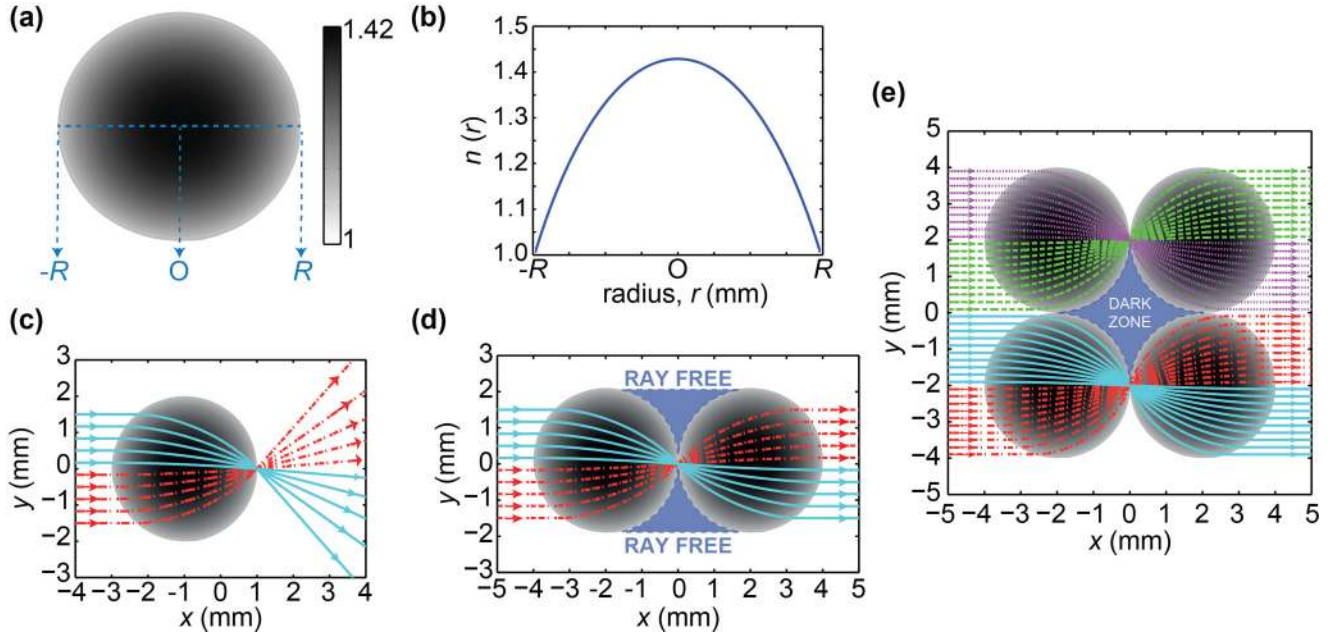 (a)
1.42
1
-R
O
R
(b)
1.5
1.4
1.3
1.2
1.1
1.0
n (r)
-R
O
R
radius, r (mm)
(c)
3
2
1
0
-1
-2
−3
y (mm)
−4
−3
−2
-1
0
1
2
3
4
x (mm)
(d)
3
2
1
0
−1
−2
−3
y (mm)
RAY FREE
RAY FREE
−5
−4
−3
−2
−1
0
1
2
3
4
5
x (mm)
(e)
5
4
3
2
1
0
−1
−2
−3
−4
−5
y (mm)
DARK
ZONE
−5
−4
−3
−2
−1
0
1
2
3
4
5
x (mm)